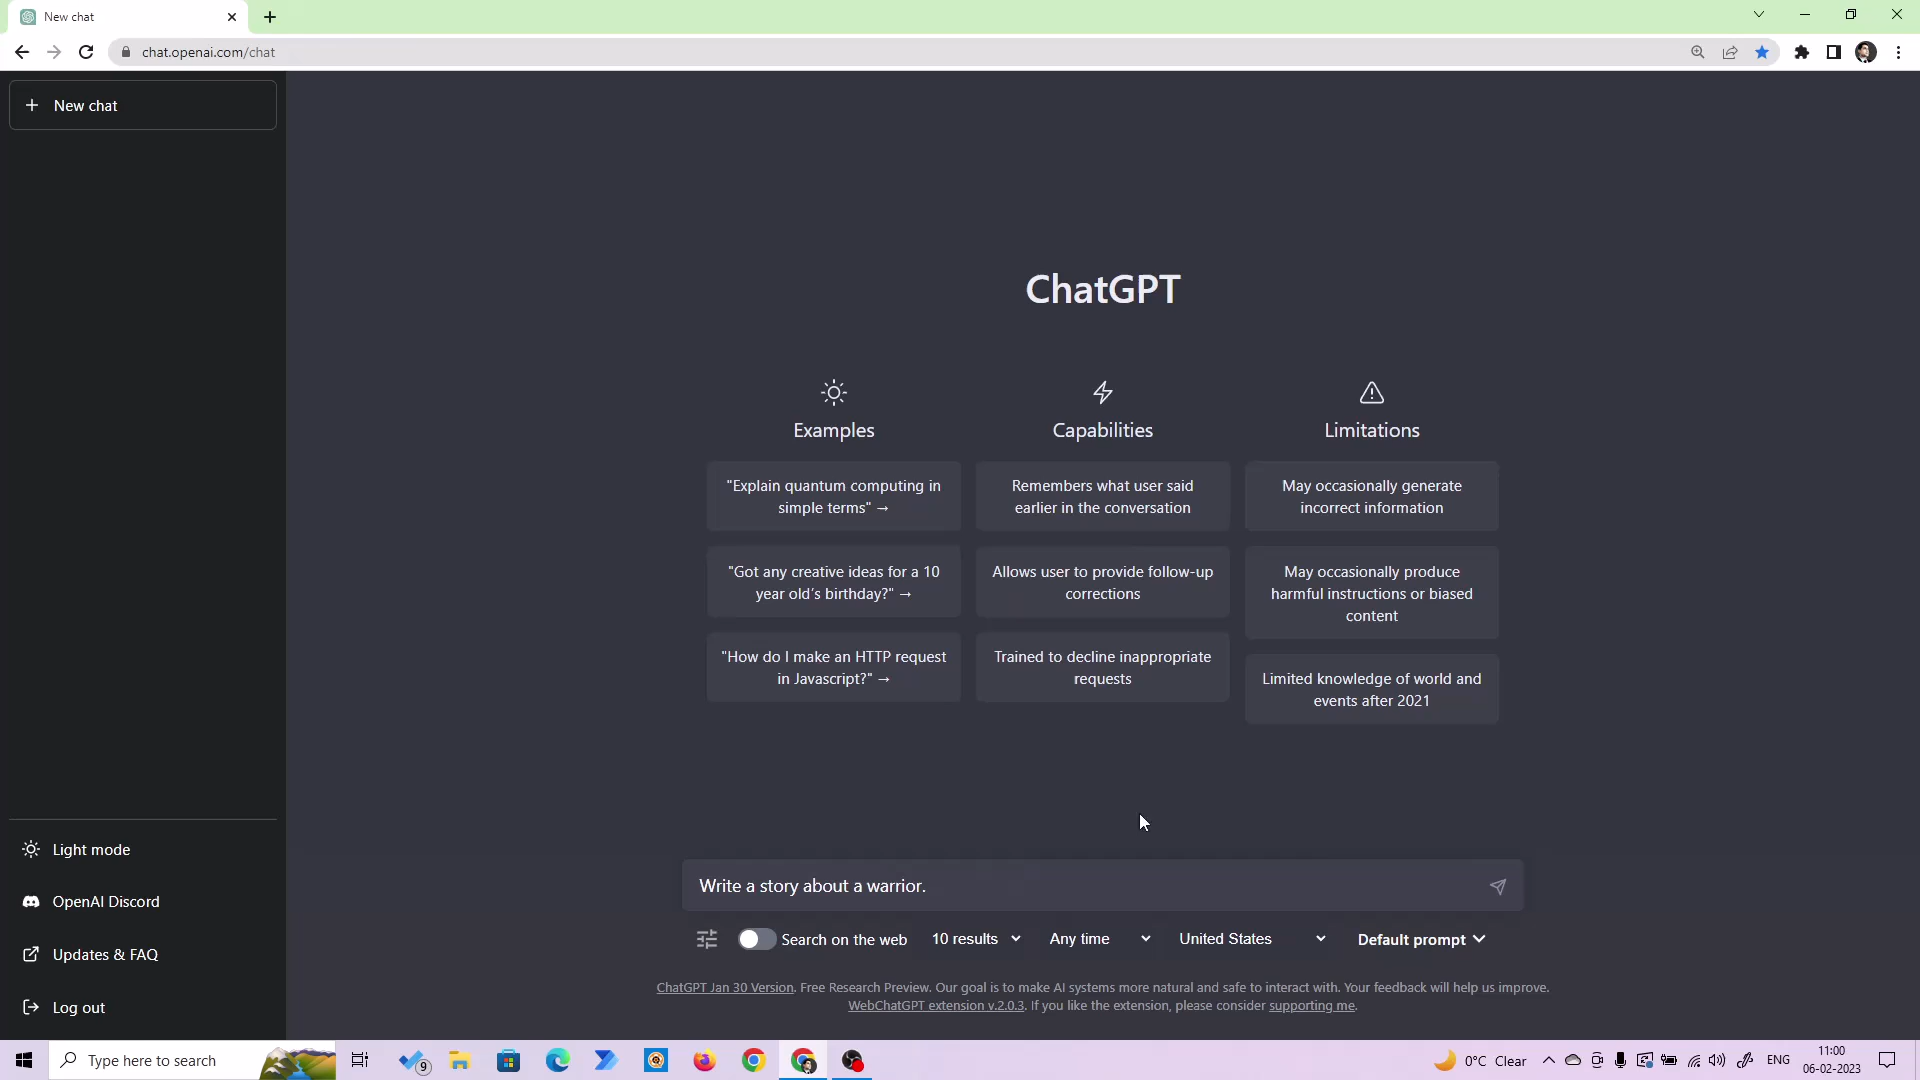 New chat
chat.openai.com/chat
New chat
ChatGPT
Examples
Capabilities
Limitations
"Explain quantum computing in
simple terms" →
Remembers what user said
earlier in the conversation
May occasionally generate
incorrect information
"Got any creative ideas for a 10
year old's birthday?" →
Allows user to provide follow-up
corrections
May occasionally produce
harmful instructions or biased
content
"How do I make an HTTP request
in Javascript?" →
Trained to decline inappropriate
requests
Limited knowledge of world and
events after 2021
Light mode
OpenAI Discord
Updates & FAQ
Log out
Write a story about a warrior.
Search on the web
10 results
Any time
United States
Default prompt
ChatGPT Jan 30 Version. Free Research Preview. Our goal is to make AI systems more natural and safe to interact with. Your feedback will help us improve.
WebChatGPT extension v.2.0.3. If you like the extension, please consider supporting me.
Type here to search
9
0°C Clear
ENG
11:00
06-02-2023